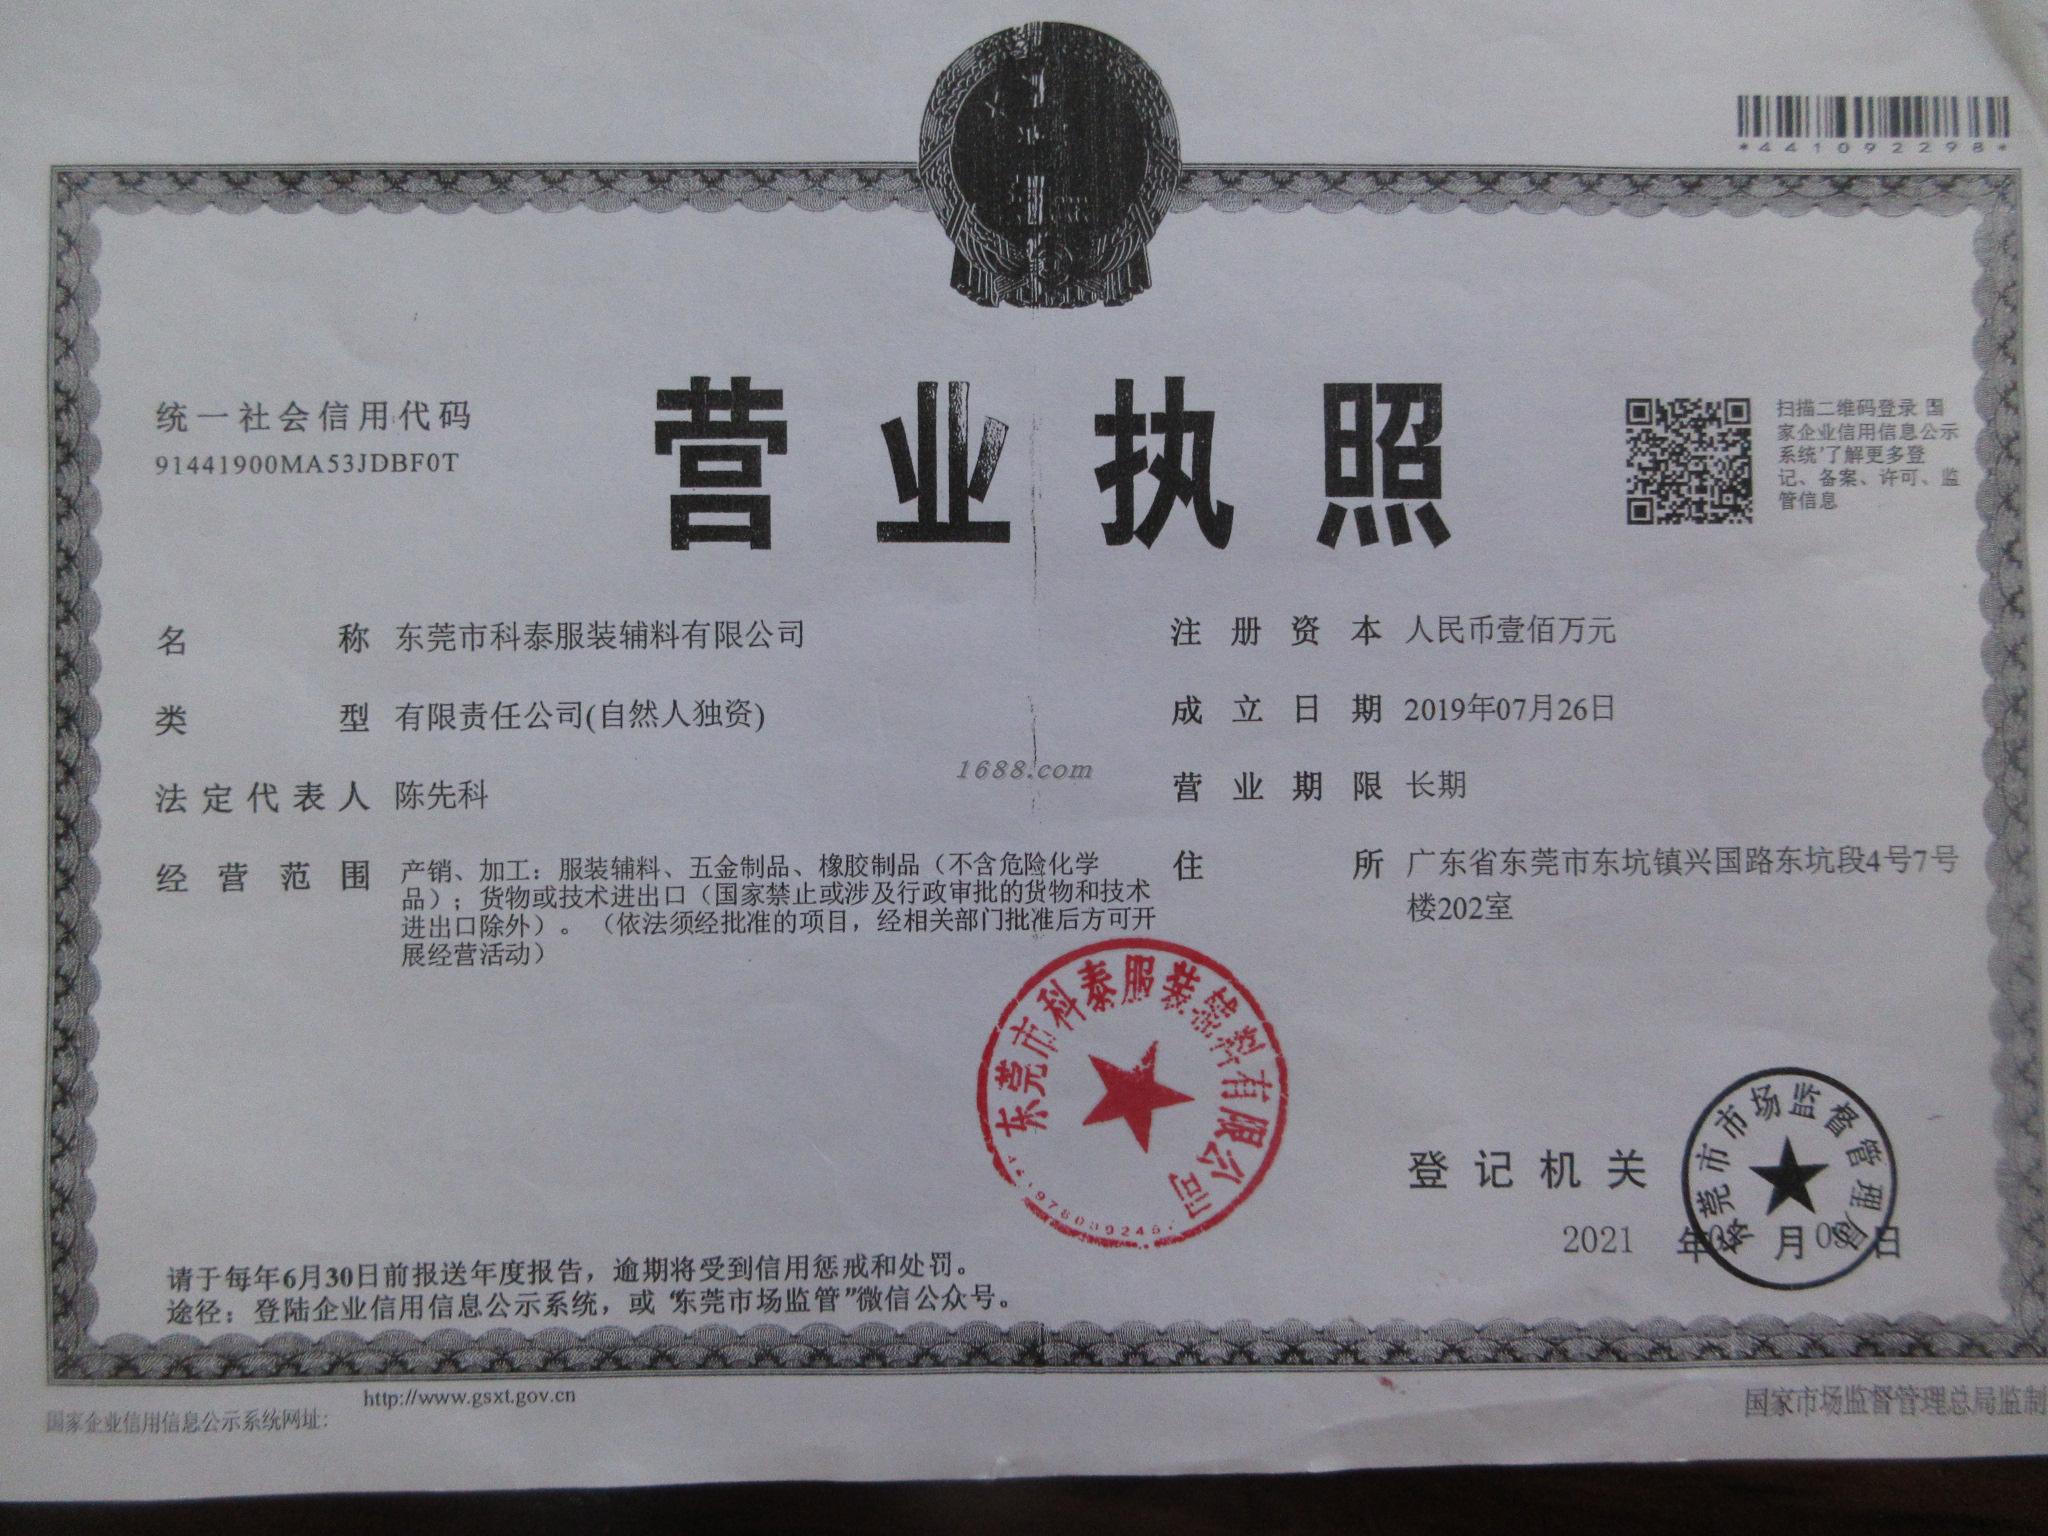 *441092298*
统一社会信用代码
91441900MA53JDBF0T
营业执照
扫描二维码登录 国
家企业信用信息公示
系统'了解更多登
记、备案、许可、监
管信息
名 称 东莞市科泰服装辅料有限公司
类 型 有限责任公司(自然人独资)
法定代表人 陈先科
经营范围 产销、加工：服装辅料、五金制品、橡胶制品（不含危险化学
品）；货物或技术进出口（国家禁止或涉及行政审批的货物和技术
进出口除外）。（依法须经批准的项目，经相关部门批准后方可开
展经营活动）
注册资本 人民币壹佰万元
成立日期 2019年07月26日
营业期限 长期
住 所 广东省东莞市东坑镇兴国路东坑段4号7号
楼202室
1688.com
东莞市科泰服装辅料有限公司
登记机关
东莞市市场监督管理局
2021 年 月 日
请于每年6月30日前报送年度报告，逾期将受到信用惩戒和处罚。
途径：登陆企业信用信息公示系统，或“东莞市场监管”微信公众号。
http://www.gsxt.gov.cn
国家企业信用信息公示系统网址:
国家市场监督管理总局监制